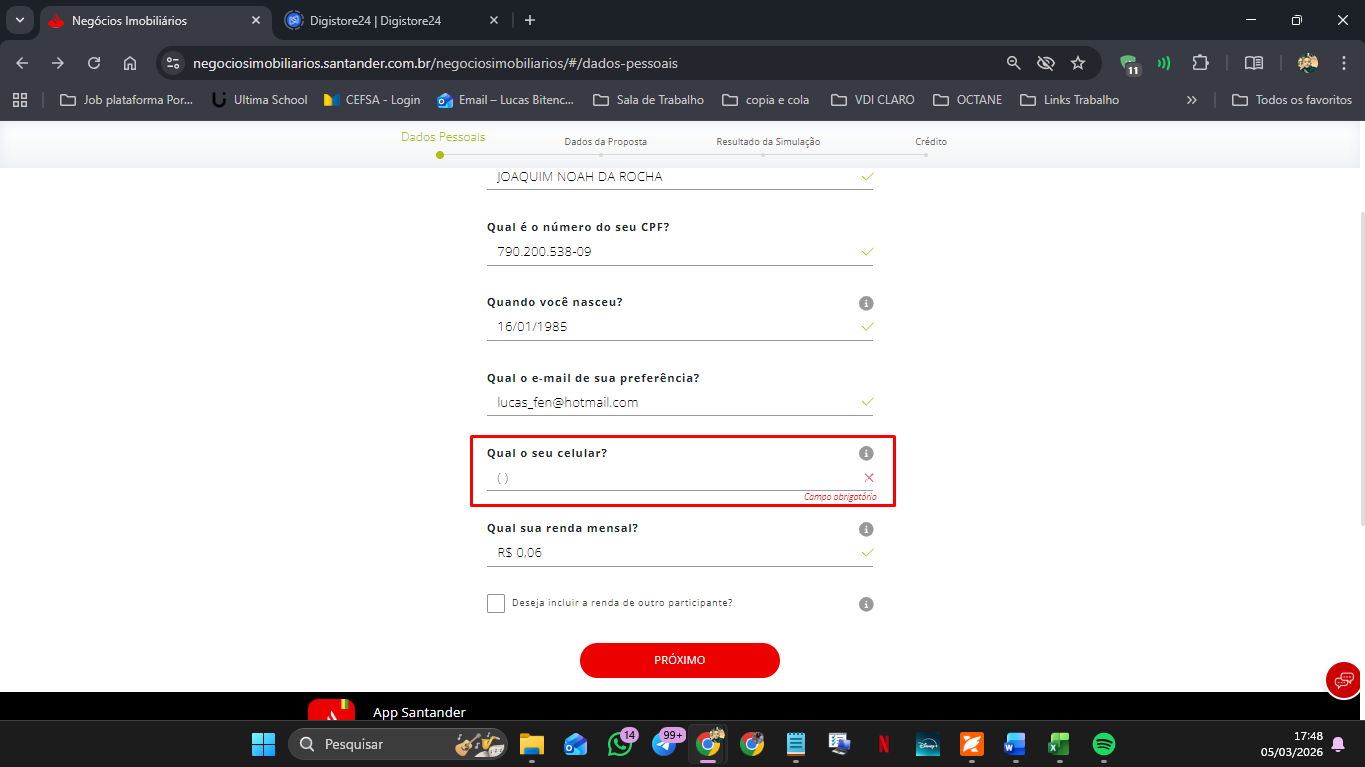 Negócios Imobiliários
Digistore24 | Digistore24
negociosimobiliarios.santander.com.br/negociosimobiliarios/#/dados-pessoais
11
Job plataforma Por...
Ultima School
CEFSA - Login
Email – Lucas Bitenc...
Sala de Trabalho
copia e cola
VDI CLARO
OCTANE
Links Trabalho
Todos os favoritos
Dados Pessoais
Dados da Proposta
Resultado da Simulação
Crédito
JOAQUIM NOAH DA ROCHA
Qual é o número do seu CPF?
790.200.538-09
Quando você nasceu?
16/01/1985
Qual o e-mail de sua preferência?
lucas_fen@hotmail.com
Qual o seu celular?
( )
Campo obrigatório
Qual sua renda mensal?
R$ 0,06
Deseja incluir a renda de outro participante?
PRÓXIMO
App Santander
Pesquisar
14
99+
Disney+
17:48
05/03/2026